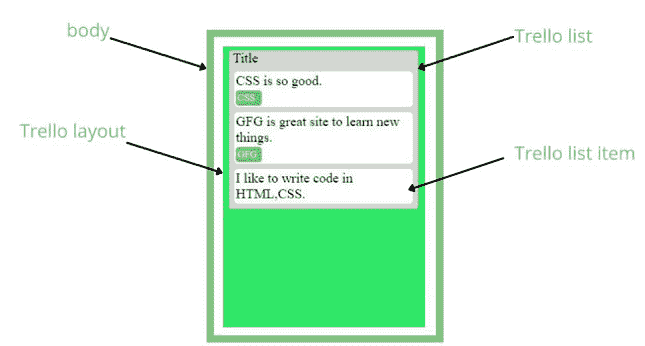 body
Trello list
Title
CSS is so good.
CSS
Trello layout
GFG is great site to learn new
things.
GFG
Trello list item
I like to write code in
HTML,CSS.